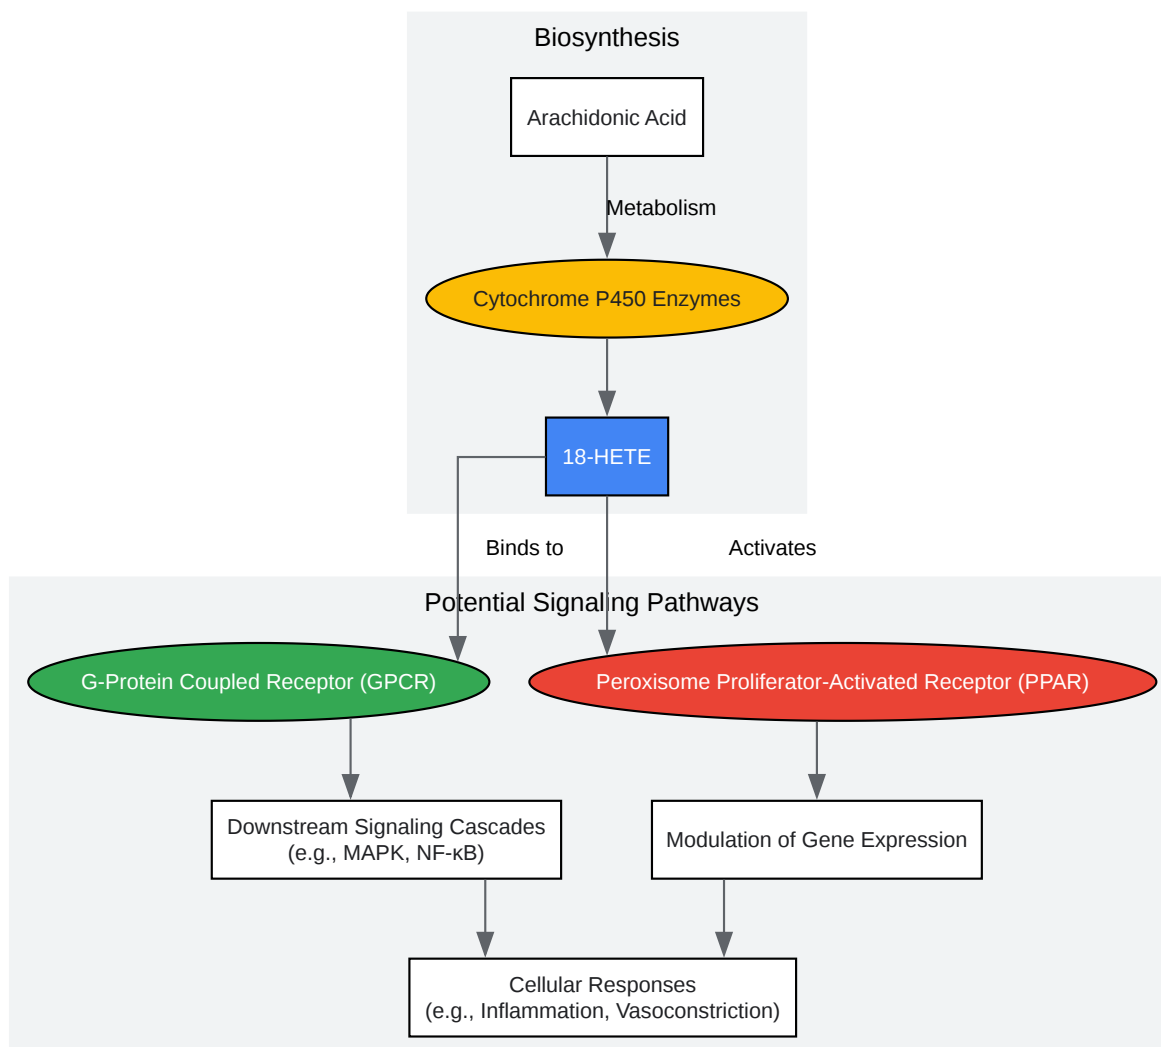 Biosynthesis
Arachidonic Acid
Metabolism
Cytochrome P450 Enzymes
18-HETE
Binds to
Activates
Potential Signaling Pathways
G-Protein Coupled Receptor (GPCR)
Peroxisome Proliferator-Activated Receptor (PPAR)
Downstream Signaling Cascades
(e.g., MAPK, NF-κB)
Modulation of Gene Expression
Cellular Responses
(e.g., Inflammation, Vasoconstriction)